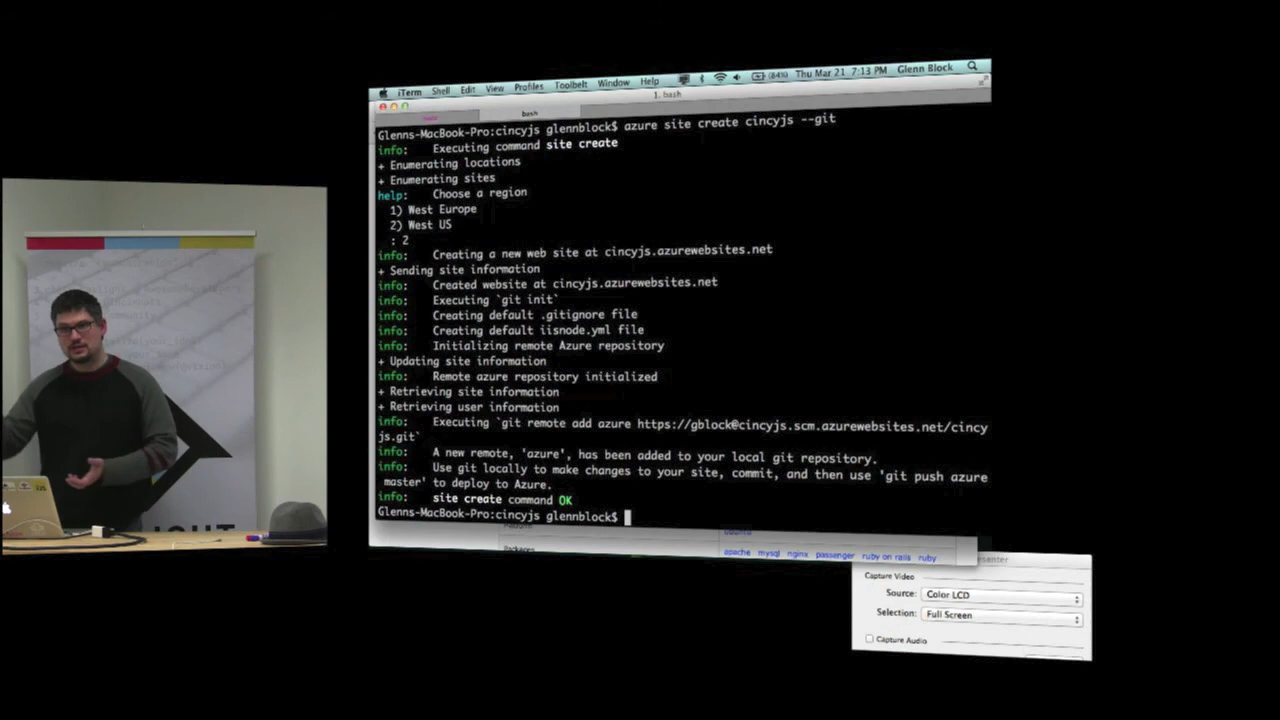 iTerm Shell Edit View Profiles Toolbelt Window Help (84%) Thu Mar 21 7:13 PM Glenn Block
1. bash
bash
Glenns-MacBook-Pro:cincyjs glennblock$ azure site create cincyjs --git
info: Executing command site create
+ Enumerating locations
+ Enumerating sites
help: Choose a region
1) West Europe
2) West US
: 2
info: Creating a new web site at cincyjs.azurewebsites.net
+ Sending site information
info: Created website at cincyjs.azurewebsites.net
info: Executing `git init`
info: Creating default .gitignore file
info: Creating default iisnode.yml file
info: Initializing remote Azure repository
+ Updating site information
info: Remote azure repository initialized
+ Retrieving site information
+ Retrieving user information
info: Executing `git remote add azure https://gblock@cincyjs.scm.azurewebsites.net/cincy
js.git`
info: A new remote, 'azure', has been added to your local git repository.
info: Use git locally to make changes to your site, commit, and then use 'git push azure
master' to deploy to Azure.
info: site create command OK
Glenns-MacBook-Pro:cincyjs glennblock$
ubuntu
Packages
apache mysql nginx passenger ruby on rails ruby
Capture Video
Source: Color LCD
Selection: Full Screen
Capture Audio